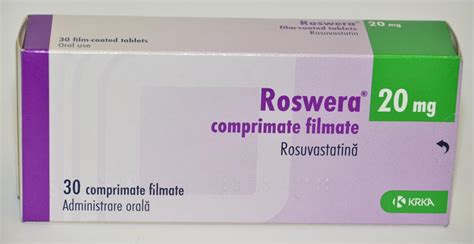 30 film-coated tablets
Oral use
Roswera® 20 mg
film-coated tablets
Rosuvastatin
Roswera® 20 mg
comprimate filmate
Rosuvastatină
30 comprimate filmate
Administrare orală
KRKA